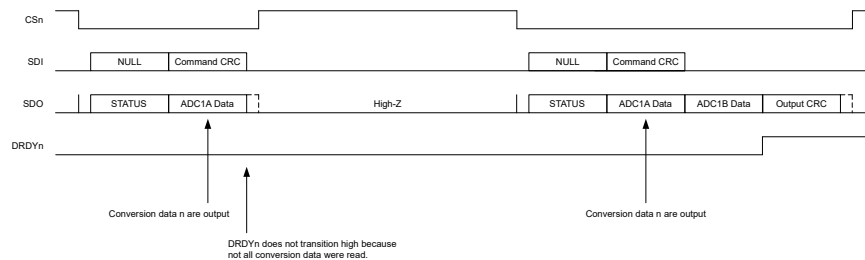 CSn
SDI NULL Command CRC NULL Command CRC
SDO STATUS ADC1A Data High-Z STATUS ADC1A Data ADC1B Data Output CRC
DRDYn
Conversion data n are output Conversion data n are output
DRDYn does not transition high because
not all conversion data were read.